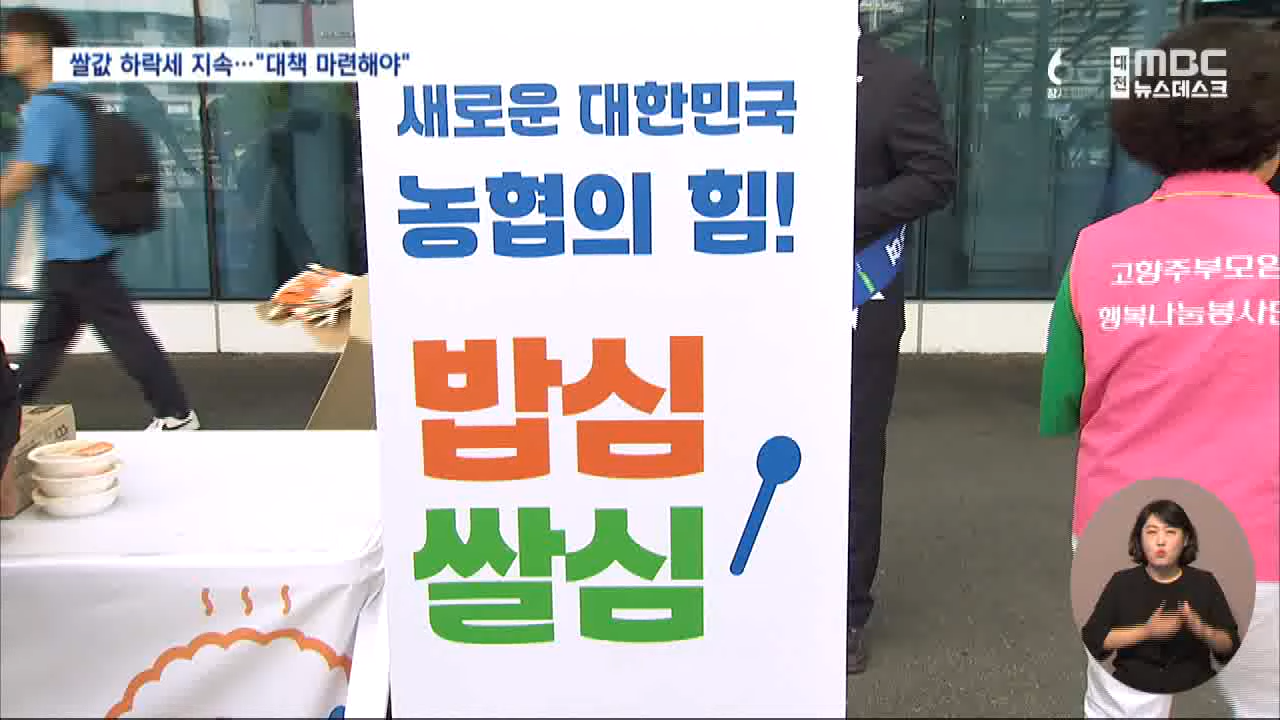 쌀값 하락세 지속…"대책 마련해야"
대전 MBC
뉴스데스크
새로운 대한민국
농협의 힘!
밥심
쌀심
고향주부모임
행복나눔봉사단